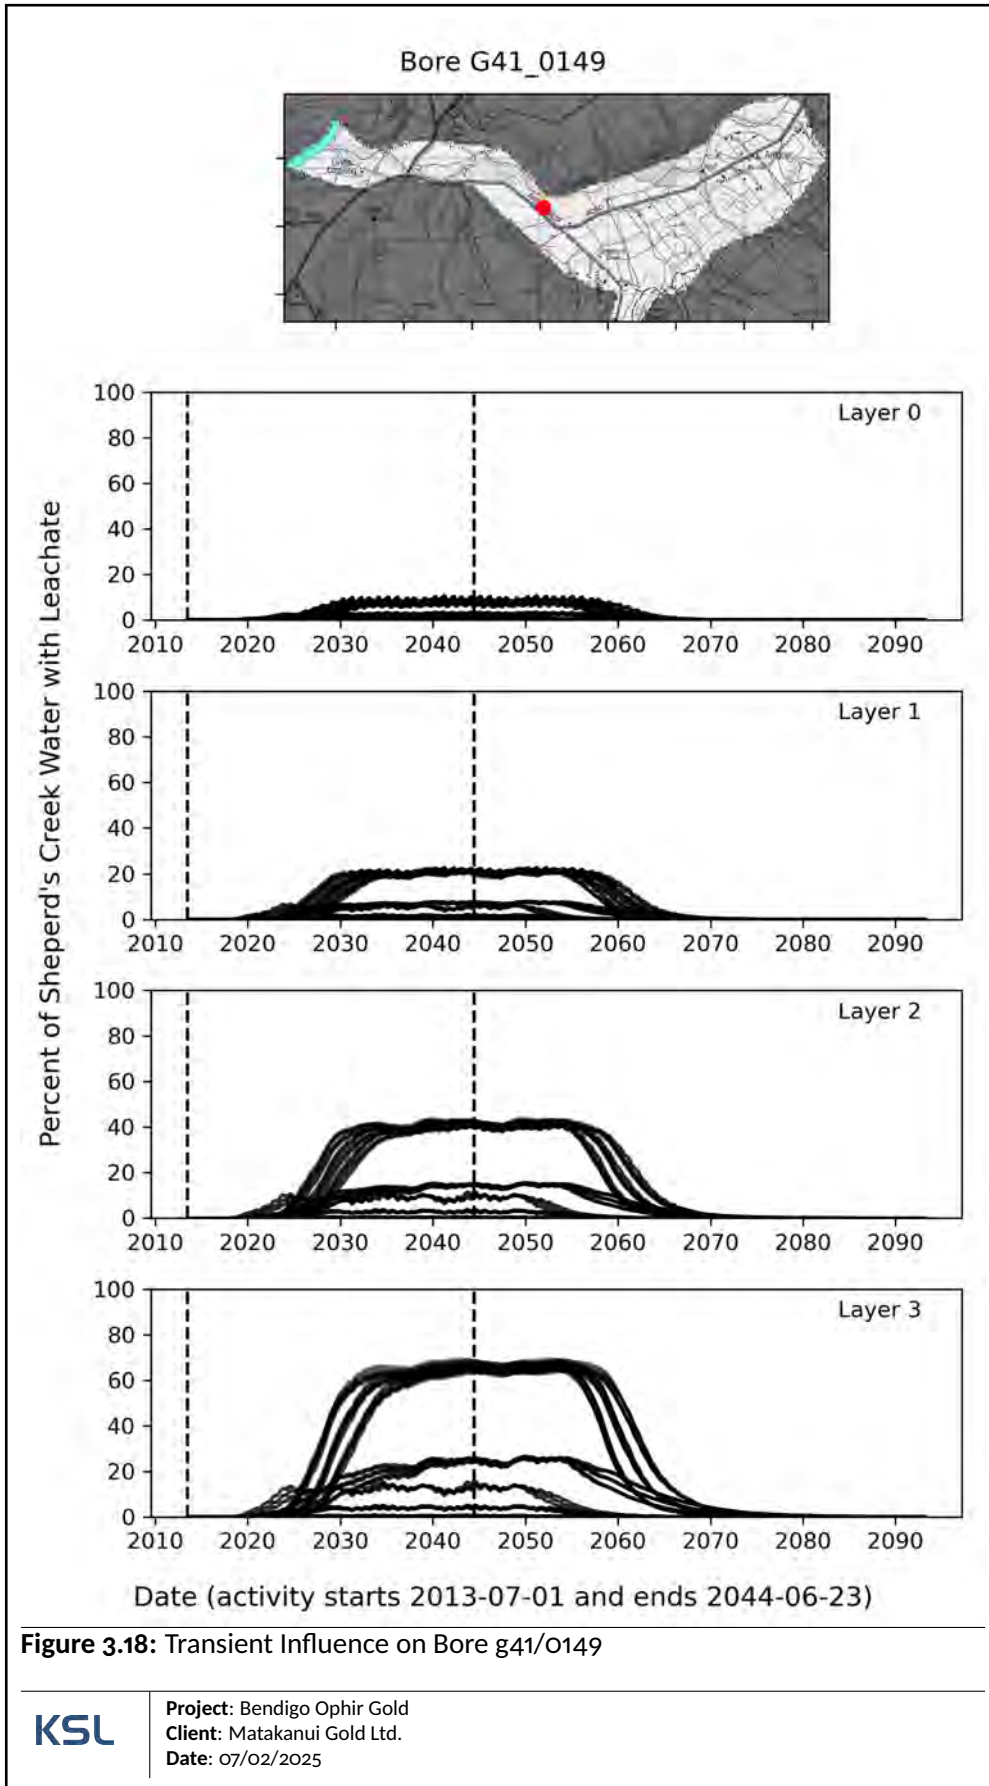 Bore G41_0149
Percent of Sheperd's Creek Water with Leachate
100
80
60
40
20
0
Layer 0
2010 2020 2030 2040 2050 2060 2070 2080 2090
100
80
60
40
20
0
Layer 1
2010 2020 2030 2040 2050 2060 2070 2080 2090
100
80
60
40
20
0
Layer 2
2010 2020 2030 2040 2050 2060 2070 2080 2090
100
80
60
40
20
0
Layer 3
2010 2020 2030 2040 2050 2060 2070 2080 2090
Date (activity starts 2013-07-01 and ends 2044-06-23)
Figure 3.18: Transient Influence on Bore g41/0149
KSL
Project: Bendigo Ophir Gold
Client: Matakanui Gold Ltd.
Date: 07/02/2025